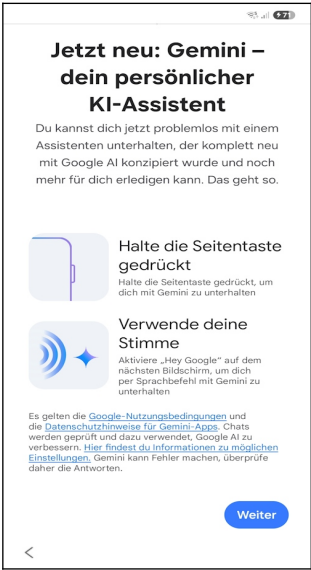 71
Jetzt neu: Gemini –
dein persönlicher
KI-Assistent
Du kannst dich jetzt problemlos mit einem
Assistenten unterhalten, der komplett neu
mit Google AI konzipiert wurde und noch
mehr für dich erledigen kann. Das geht so.
Halte die Seitentaste
gedrückt
Halte die Seitentaste gedrückt, um
dich mit Gemini zu unterhalten
Verwende deine
Stimme
Aktiviere „Hey Google“ auf dem
nächsten Bildschirm, um dich
per Sprachbefehl mit Gemini zu
unterhalten
Es gelten die Google-Nutzungsbedingungen und
die Datenschutzhinweise für Gemini-Apps. Chats
werden geprüft und dazu verwendet, Google AI zu
verbessern. Hier findest du Informationen zu möglichen
Einstellungen. Gemini kann Fehler machen, überprüfe
daher die Antworten.
Weiter